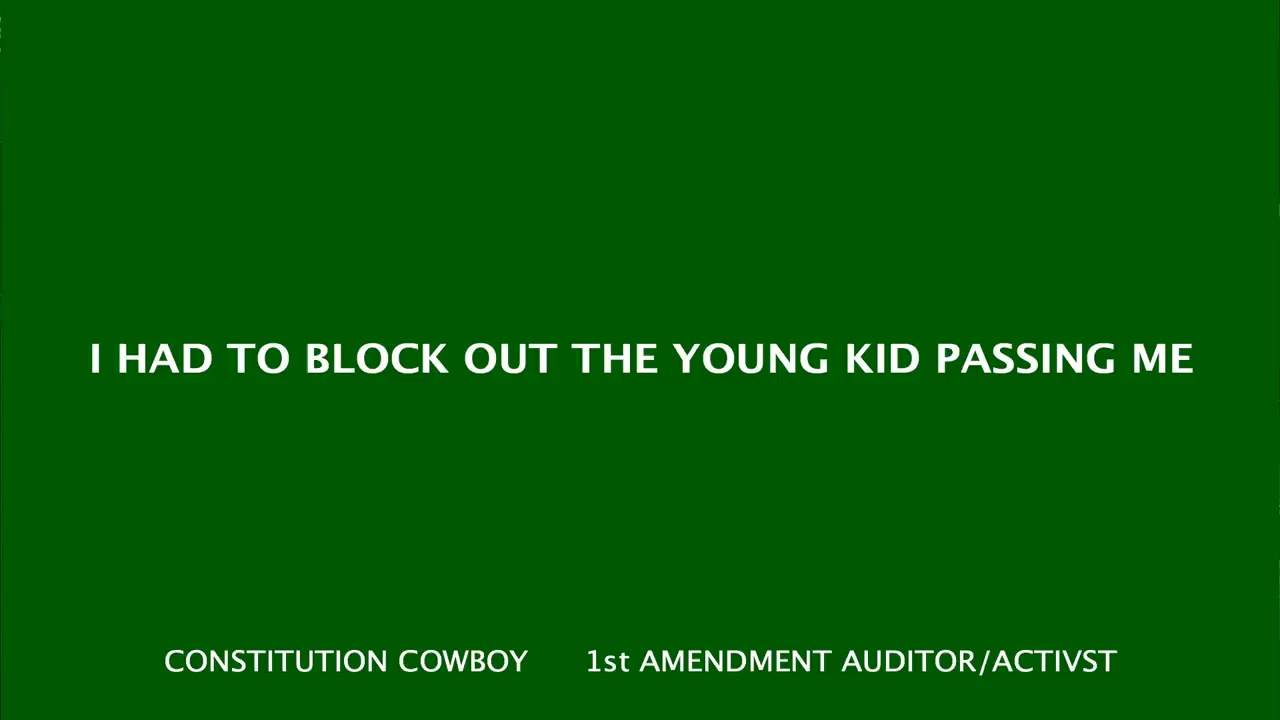 I HAD TO BLOCK OUT THE YOUNG KID PASSING ME
CONSTITUTION COWBOY 1st AMENDMENT AUDITOR/ACTIVST